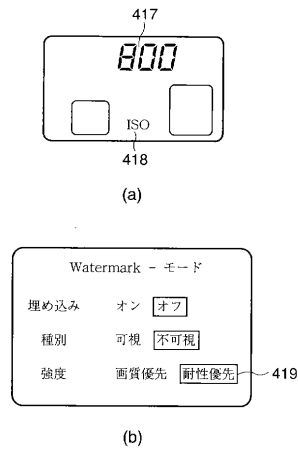 417
800
ISO
418
(a)
Watermark － モード
埋め込み オン オフ
種別 可視 不可視
強度 画質優先 耐性優先 419
(b)